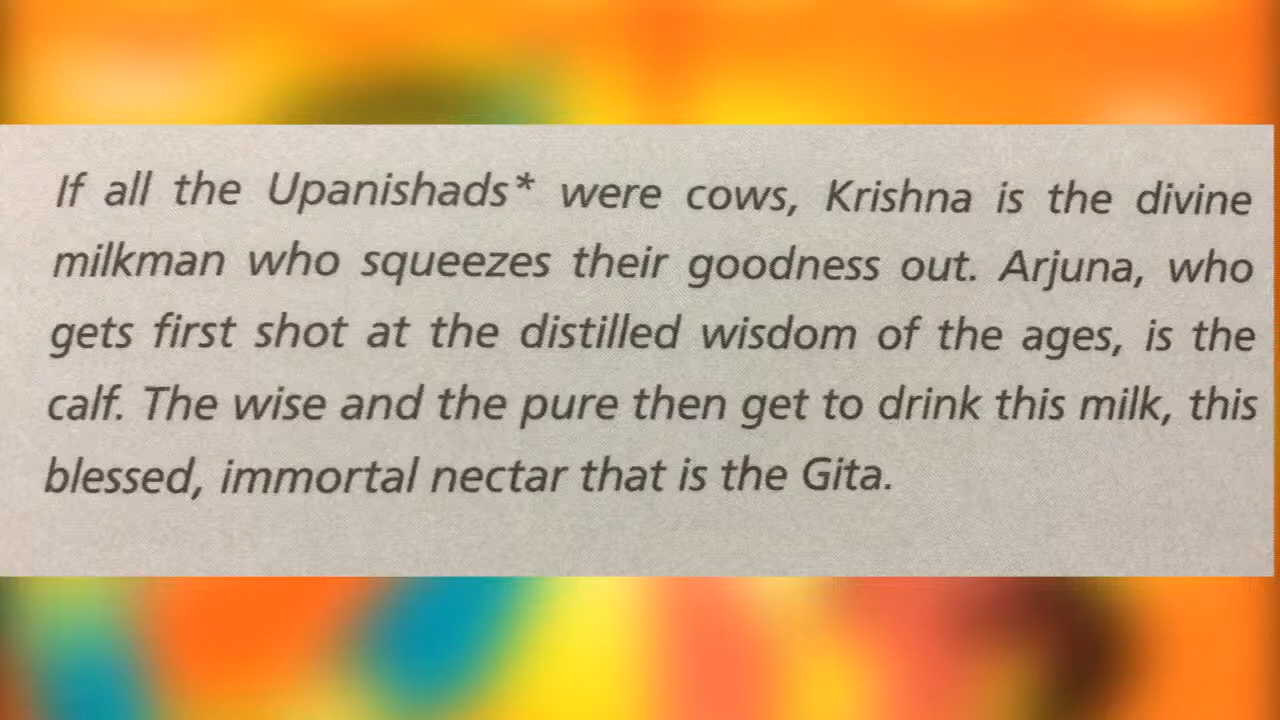 If all the Upanishads* were cows, Krishna is the divine
milkman who squeezes their goodness out. Arjuna, who
gets first shot at the distilled wisdom of the ages, is the
calf. The wise and the pure then get to drink this milk, this
blessed, immortal nectar that is the Gita.